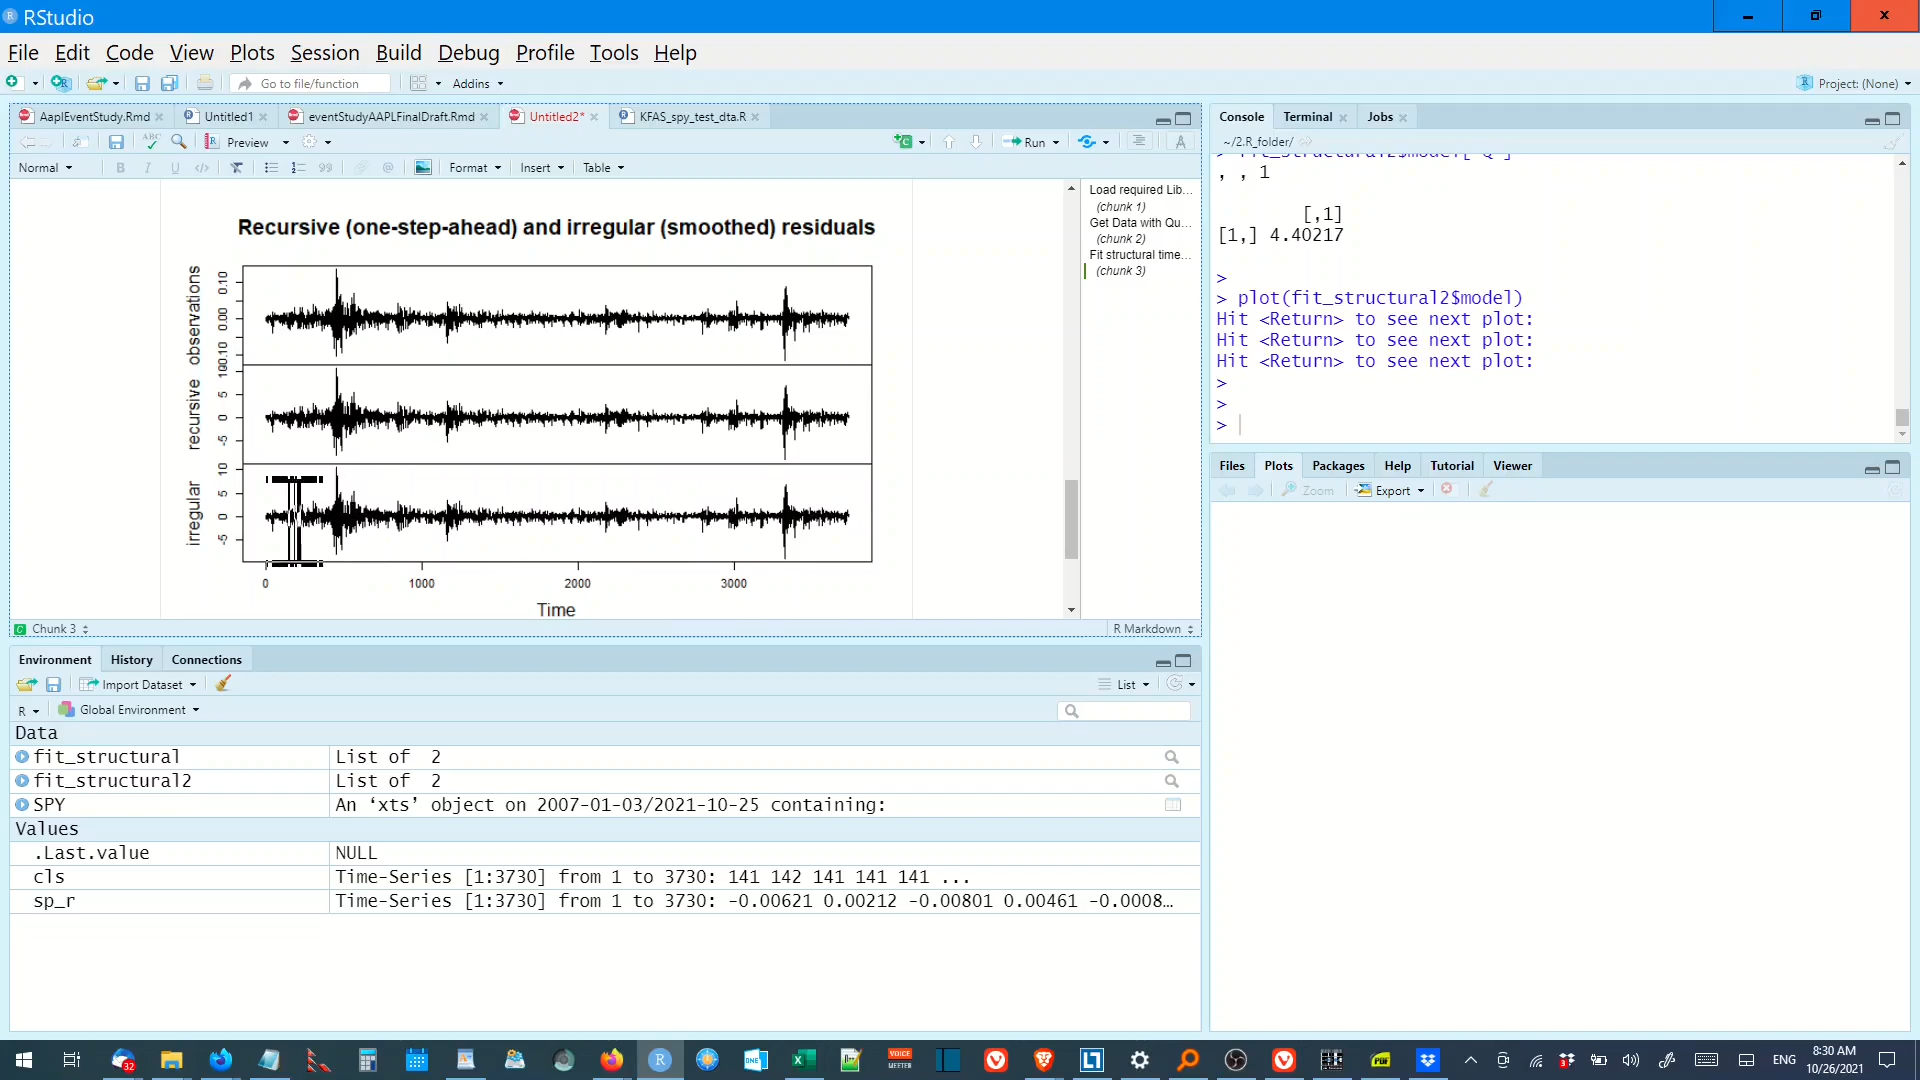 RStudio
File Edit Code View Plots Session Build Debug Profile Tools Help
Go to file/function Addins Project: (None)
AaplEventStudy.Rmd Untitled1 eventStudyAAPLFinalDraft.Rmd Untitled2* KFAS_spy_test_dta.R
ABC Preview Run
Normal B I U Format Insert Table
Recursive (one-step-ahead) and irregular (smoothed) residuals
observations
0.10
0.00
recursive
5
0
-5
irregular
10
5
0
-5
0 1000 2000 3000
Time
Load required Lib...
(chunk 1)
Get Data with Qu...
(chunk 2)
Fit structural time...
(chunk 3)
Chunk 3 R Markdown
Console Terminal Jobs
~/2.R_folder/
, , 1
[,1]
[1,] 4.40217
>
> plot(fit_structural2$model)
Hit <Return> to see next plot:
Hit <Return> to see next plot:
Hit <Return> to see next plot:
>
>
>
Files Plots Packages Help Tutorial Viewer
Zoom Export
Environment History Connections
Import Dataset List
R Global Environment
Data
fit_structural List of 2
fit_structural2 List of 2
SPY An ‘xts’ object on 2007-01-03/2021-10-25 containing:
Values
.Last.value NULL
cls Time-Series [1:3730] from 1 to 3730: 141 142 141 141 141 ...
sp_r Time-Series [1:3730] from 1 to 3730: -0.00621 0.00212 -0.00801 0.00461 -0.0008…
32
VOICE
MEETER
PDF
3
ENG
8:30 AM
10/26/2021